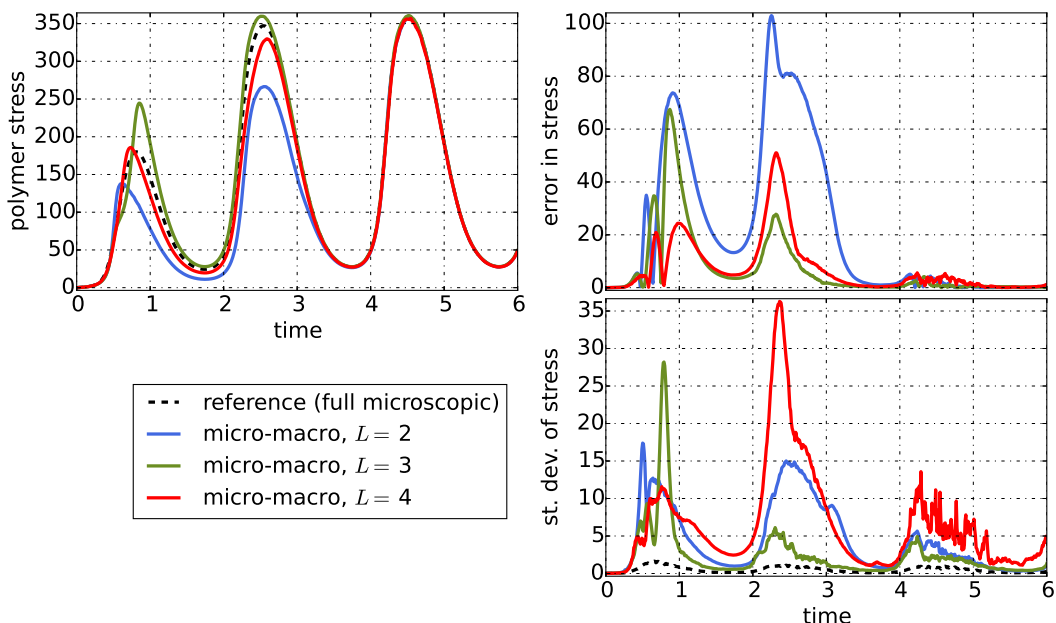 polymer stress
350
300
250
200
150
100
50
0
0 1 2 3 4 5 6
time
error in stress
100
80
60
40
20
0
st. dev. of stress
35
30
25
20
15
10
5
0
0 1 2 3 4 5 6
time
reference (full microscopic)
micro-macro, L = 2
micro-macro, L = 3
micro-macro, L = 4